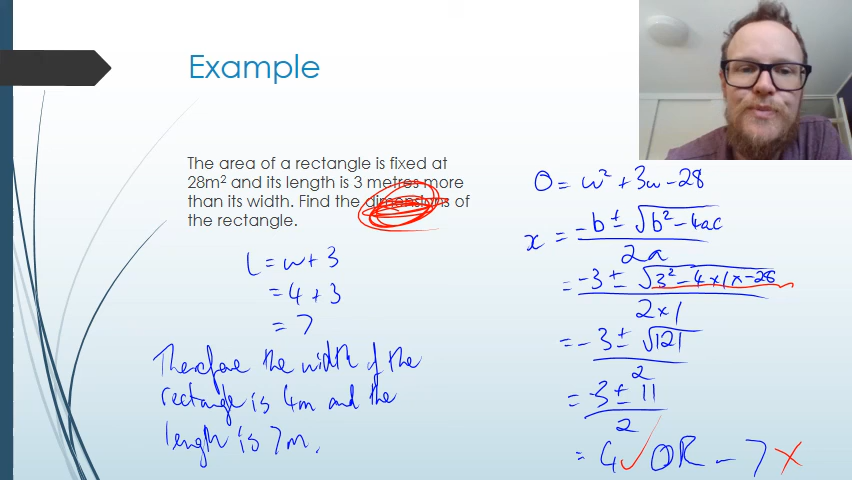 Example
The area of a rectangle is fixed at
28m² and its length is 3 metres more
than its width. Find the dimensions of
the rectangle.
L = w + 3
= 4 + 3
= 7
Therefore the width of the
rectangle is 4m and the
length is 7m.
0 = w² + 3w - 28
x = -b ± √b² - 4ac
2a
= -3 ± √3² - 4 × 1 × -28
2 × 1
= -3 ± √121
2
= -3 ± 11
2
= 4 ✓ OR - 7 ×